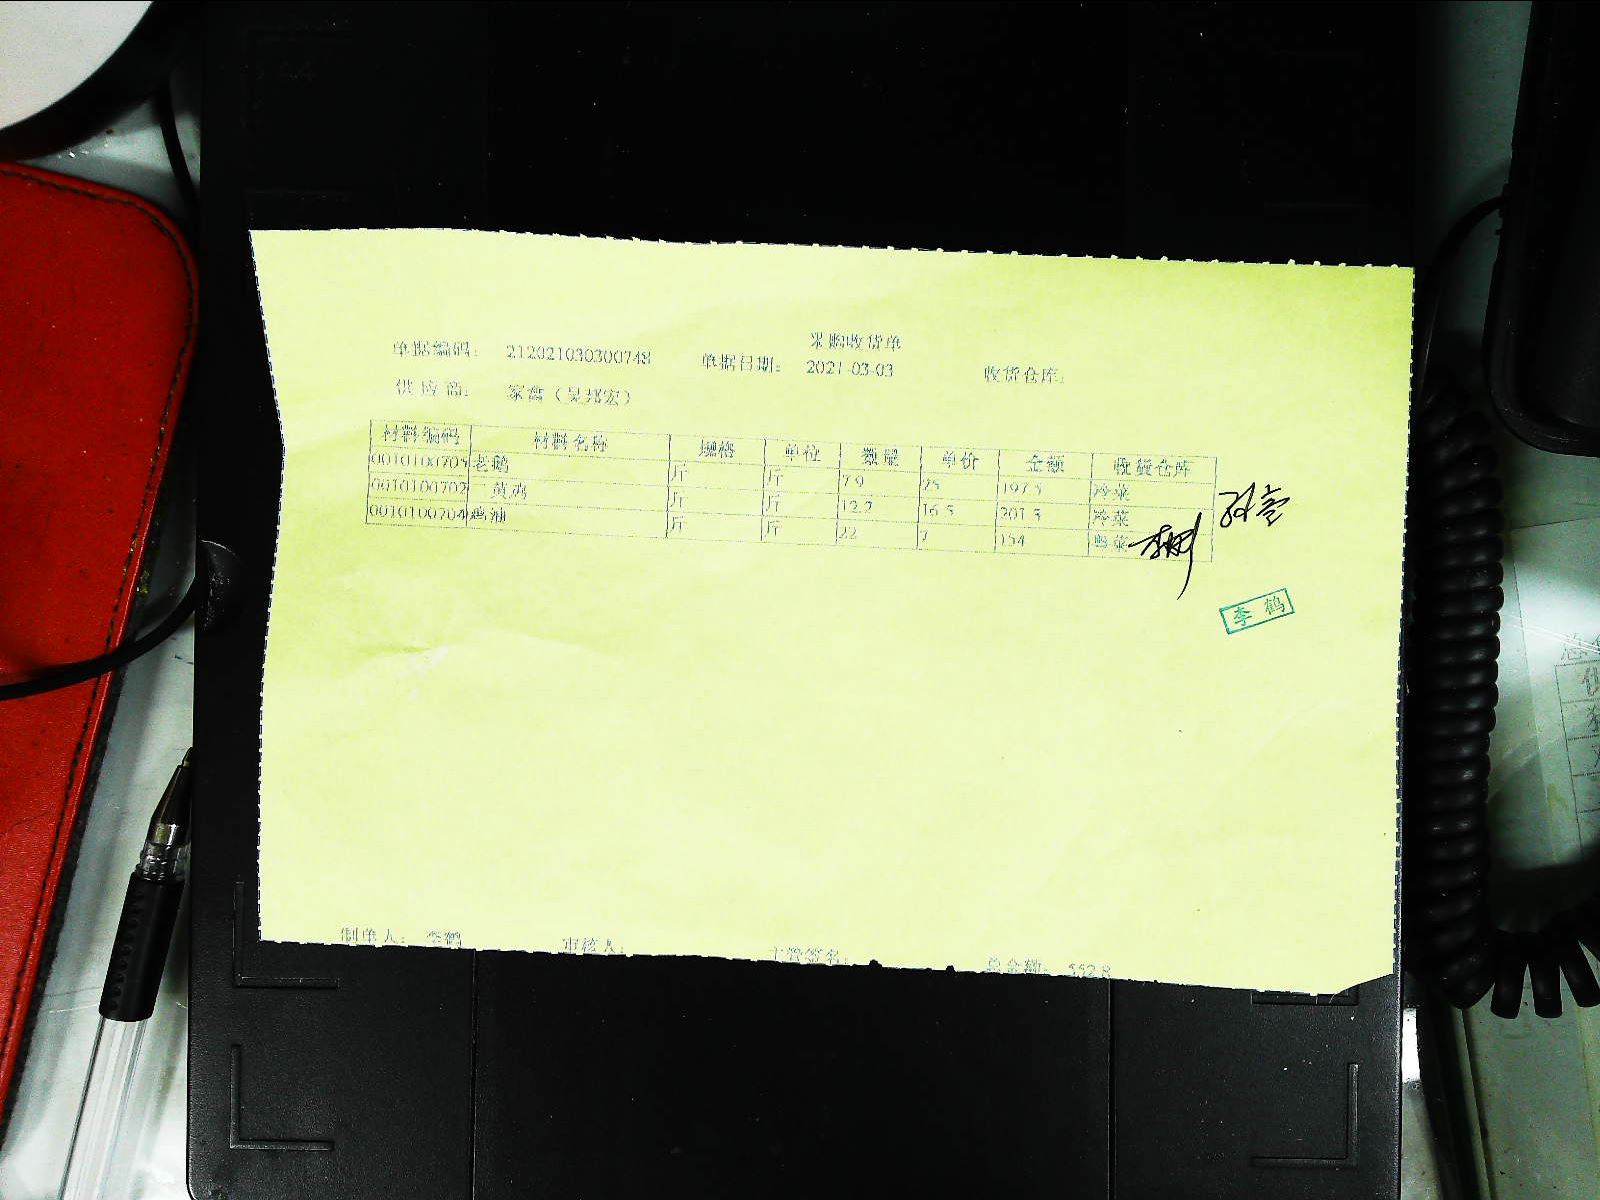 采购收货单
单据编码： 212021030300748 单据日期： 2021-03-03 收货仓库：
供 应 商： 家禽（吴邦宏）
材料编码 材料名称 规格 单位 数量 单价 金额 收货仓库
0010100705 老鹅 斤 斤 7.9 25 197.5 冷菜
0010100702 黄鸡 斤 斤 12.2 16.5 201.3 冷菜
0010100704 鸡油 斤 斤 22 7 154 粤菜
李 鹤
制单人： 李鹤 审核人： 主管签名： 总金额： 552.8